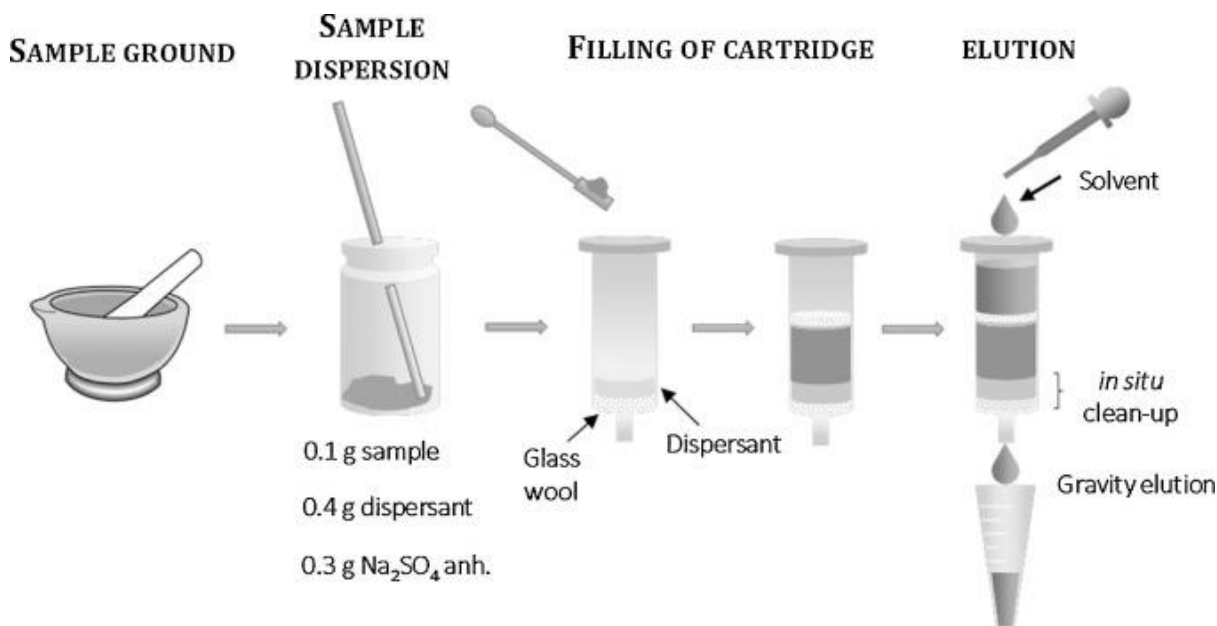 SAMPLE GROUND
SAMPLE
DISPERSION
FILLING OF CARTRIDGE
ELUTION
Solvent
in situ
clean-up
Glass
wool
Dispersant
Gravity elution
0.1 g sample
0.4 g dispersant
0.3 g Na₂SO₄ anh.